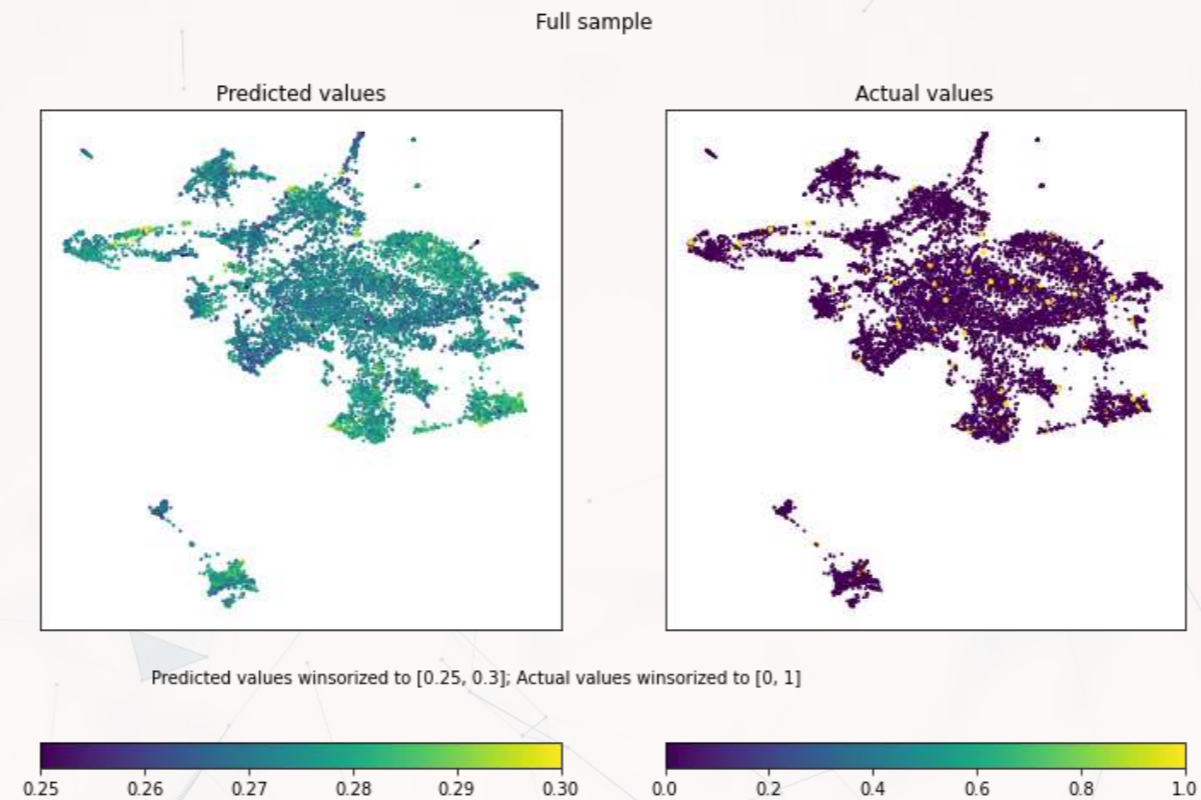 Full sample
Predicted values
Actual values
Predicted values winsorized to [0.25, 0.3]; Actual values winsorized to [0, 1]
0.25 0.26 0.27 0.28 0.29 0.30
0.0 0.2 0.4 0.6 0.8 1.0